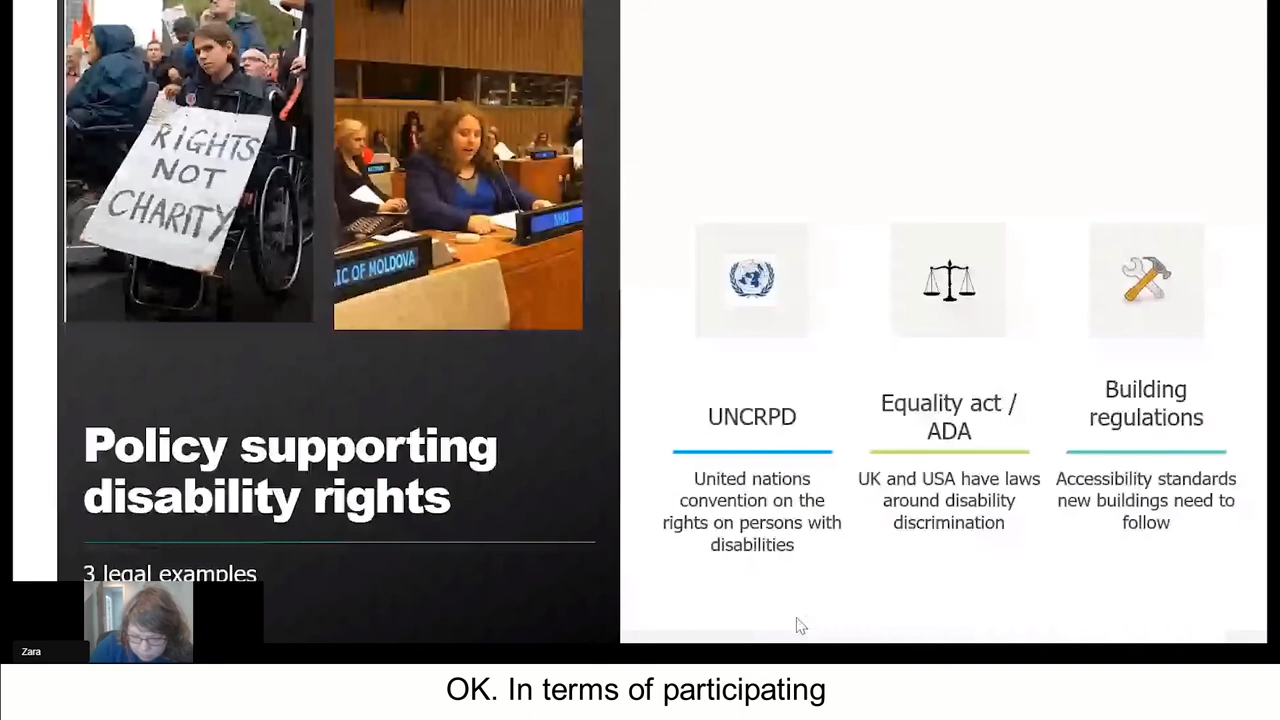 RIGHTS
NOT
CHARITY
IC OF MOLDOVA
Policy supporting
disability rights
3 legal examples
UNCRPD
United nations
convention on the
rights on persons with
disabilities
Equality act /
ADA
UK and USA have laws
around disability
discrimination
Building
regulations
Accessibility standards
new buildings need to
follow
Zara
OK. In terms of participating